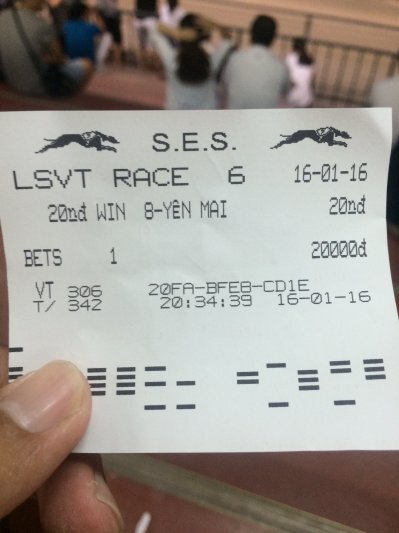 S.E.S.
LSVT RACE 6 16-01-16
20nđ WIN 8-YÊN MAI 20nđ
BETS 1 20000đ
VT 306 20FA-BFE8-CD1E
T/ 342 20:34:39 16-01-16